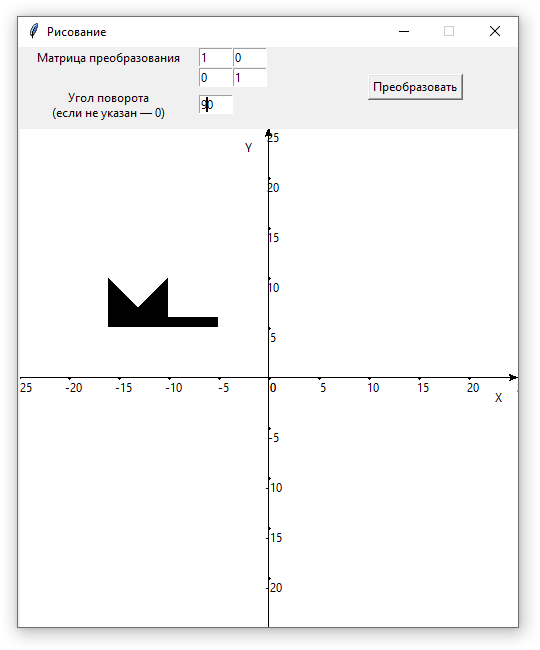 Рисование
Матрица преобразования 1 0
0 1
Преобразовать
Угол поворота
(если не указан — 0)
90
Y
25
20
15
10
5
25 -20 -15 -10 -5 0 5 10 15 20
X
-5
-10
-15
-20